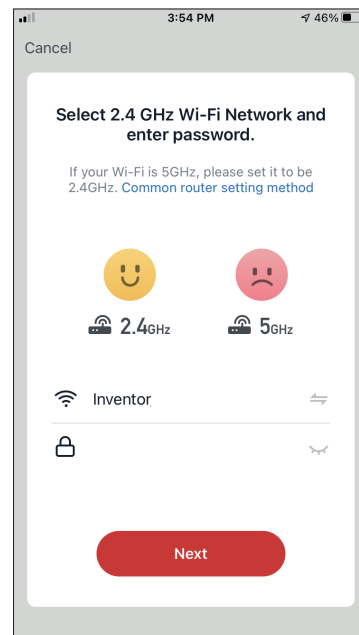 3:54 PM
46%
Cancel
Select 2.4 GHz Wi-Fi Network and
enter password.
If your Wi-Fi is 5GHz, please set it to be
2.4GHz. Common router setting method
2.4GHz
5GHz
Inventor
Next